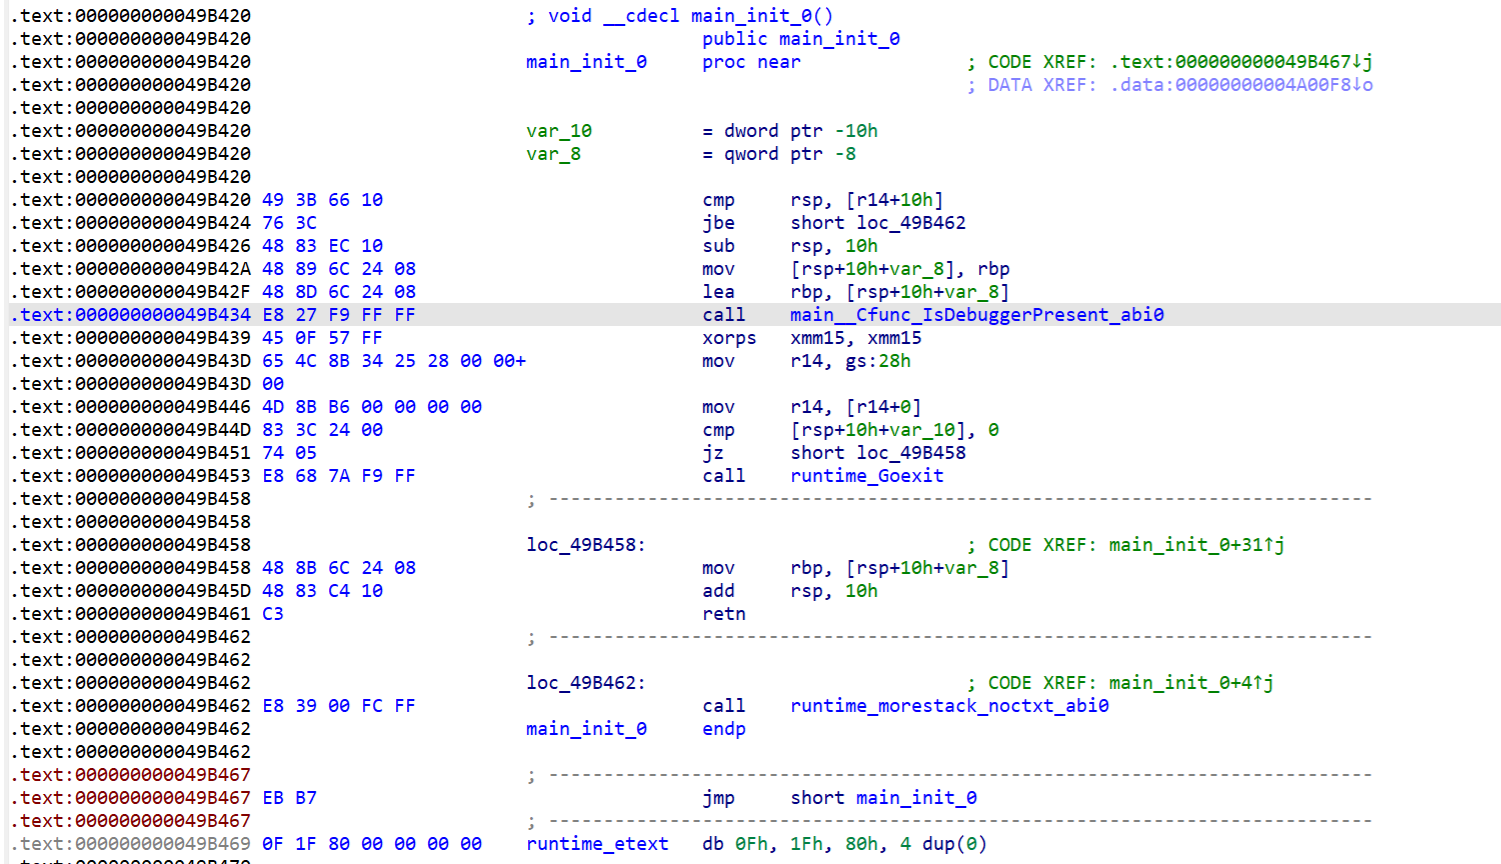 .text:000000000049B420 ; void __cdecl main_init_0()
.text:000000000049B420 public main_init_0
.text:000000000049B420 main_init_0 proc near ; CODE XREF: .text:000000000049B467↓j
.text:000000000049B420 ; DATA XREF: .data:00000000004A00F8↓o
.text:000000000049B420
.text:000000000049B420 var_10 = dword ptr -10h
.text:000000000049B420 var_8 = qword ptr -8
.text:000000000049B420
.text:000000000049B420 49 3B 66 10 cmp rsp, [r14+10h]
.text:000000000049B424 76 3C jbe short loc_49B462
.text:000000000049B426 48 83 EC 10 sub rsp, 10h
.text:000000000049B42A 48 89 6C 24 08 mov [rsp+10h+var_8], rbp
.text:000000000049B42F 48 8D 6C 24 08 lea rbp, [rsp+10h+var_8]
.text:000000000049B434 E8 27 F9 FF FF call main__Cfunc_IsDebuggerPresent_abi0
.text:000000000049B439 45 0F 57 FF xorps xmm15, xmm15
.text:000000000049B43D 65 4C 8B 34 25 28 00 00+ mov r14, gs:28h
.text:000000000049B43D 00
.text:000000000049B446 4D 8B B6 00 00 00 00 mov r14, [r14+0]
.text:000000000049B44D 83 3C 24 00 cmp [rsp+10h+var_10], 0
.text:000000000049B451 74 05 jz short loc_49B458
.text:000000000049B453 E8 68 7A F9 FF call runtime_Goexit
.text:000000000049B458 ; ---------------------------------------------------------------------------
.text:000000000049B458
.text:000000000049B458 loc_49B458: ; CODE XREF: main_init_0+31↑j
.text:000000000049B458 48 8B 6C 24 08 mov rbp, [rsp+10h+var_8]
.text:000000000049B45D 48 83 C4 10 add rsp, 10h
.text:000000000049B461 C3 retn
.text:000000000049B462 ; ---------------------------------------------------------------------------
.text:000000000049B462
.text:000000000049B462 loc_49B462: ; CODE XREF: main_init_0+4↑j
.text:000000000049B462 E8 39 00 FC FF call runtime_morestack_noctxt_abi0
.text:000000000049B462 main_init_0 endp
.text:000000000049B462
.text:000000000049B467 ; ---------------------------------------------------------------------------
.text:000000000049B467 EB B7 jmp short main_init_0
.text:000000000049B467 ; ---------------------------------------------------------------------------
.text:000000000049B469 0F 1F 80 00 00 00 00 runtime_etext db 0Fh, 1Fh, 80h, 4 dup(0)